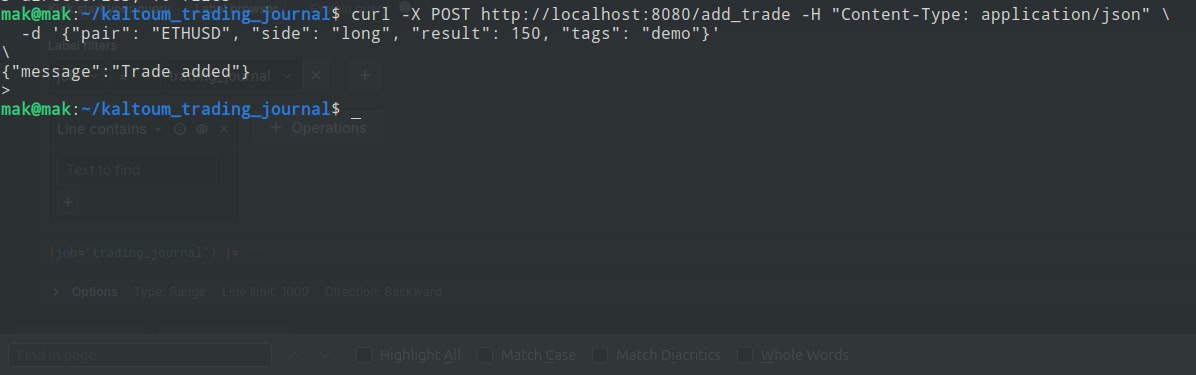 mak@mak:~/kaltoum_trading_journal$ curl -X POST http://localhost:8080/add_trade -H "Content-Type: application/json" \
-d '{"pair": "ETHUSD", "side": "long", "result": 150, "tags": "demo"}'
Label filters
\
{"message":"Trade added"}
trading_journal
>
mak@mak:~/kaltoum_trading_journal$ _
Line contains
+ Operations
Text to find
+
{job="trading_journal"} |=
> Options Type: Range Line limit: 1000 Direction: Backward
Find in page Highlight All Match Case Match Diacritics Whole Words